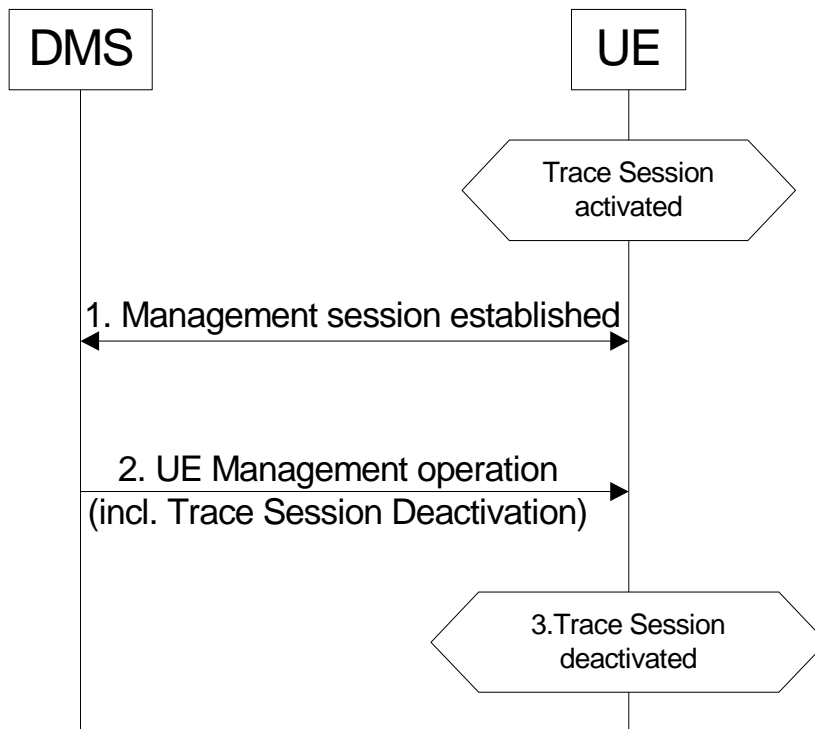 DMS
UE
Trace Session
activated
1. Management session established
2. UE Management operation
(incl. Trace Session Deactivation)
3.Trace Session
deactivated